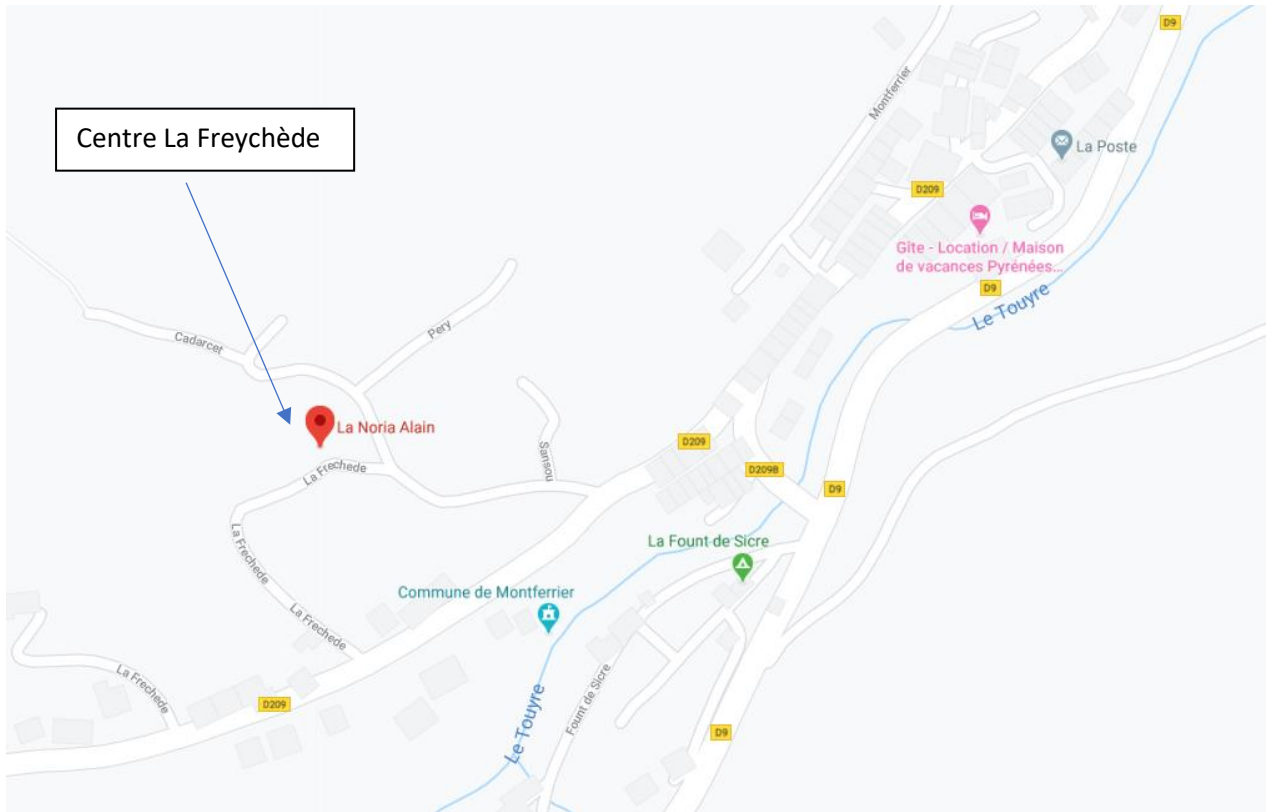 D9
Montferrier
Centre La Freychède
La Poste
D209
Gîte - Location / Maison
de vacances Pyrénées...
D9
Le Touyre
Cadarcet
Pery
La Noria Alain
D209
Sansou
La Frechede
D209B
D9
La Fount de Sicre
La Frechede
Commune de Montferrier
La Frechede
La Frechede
Fount de Sicre
D209
Le Touyre
D9